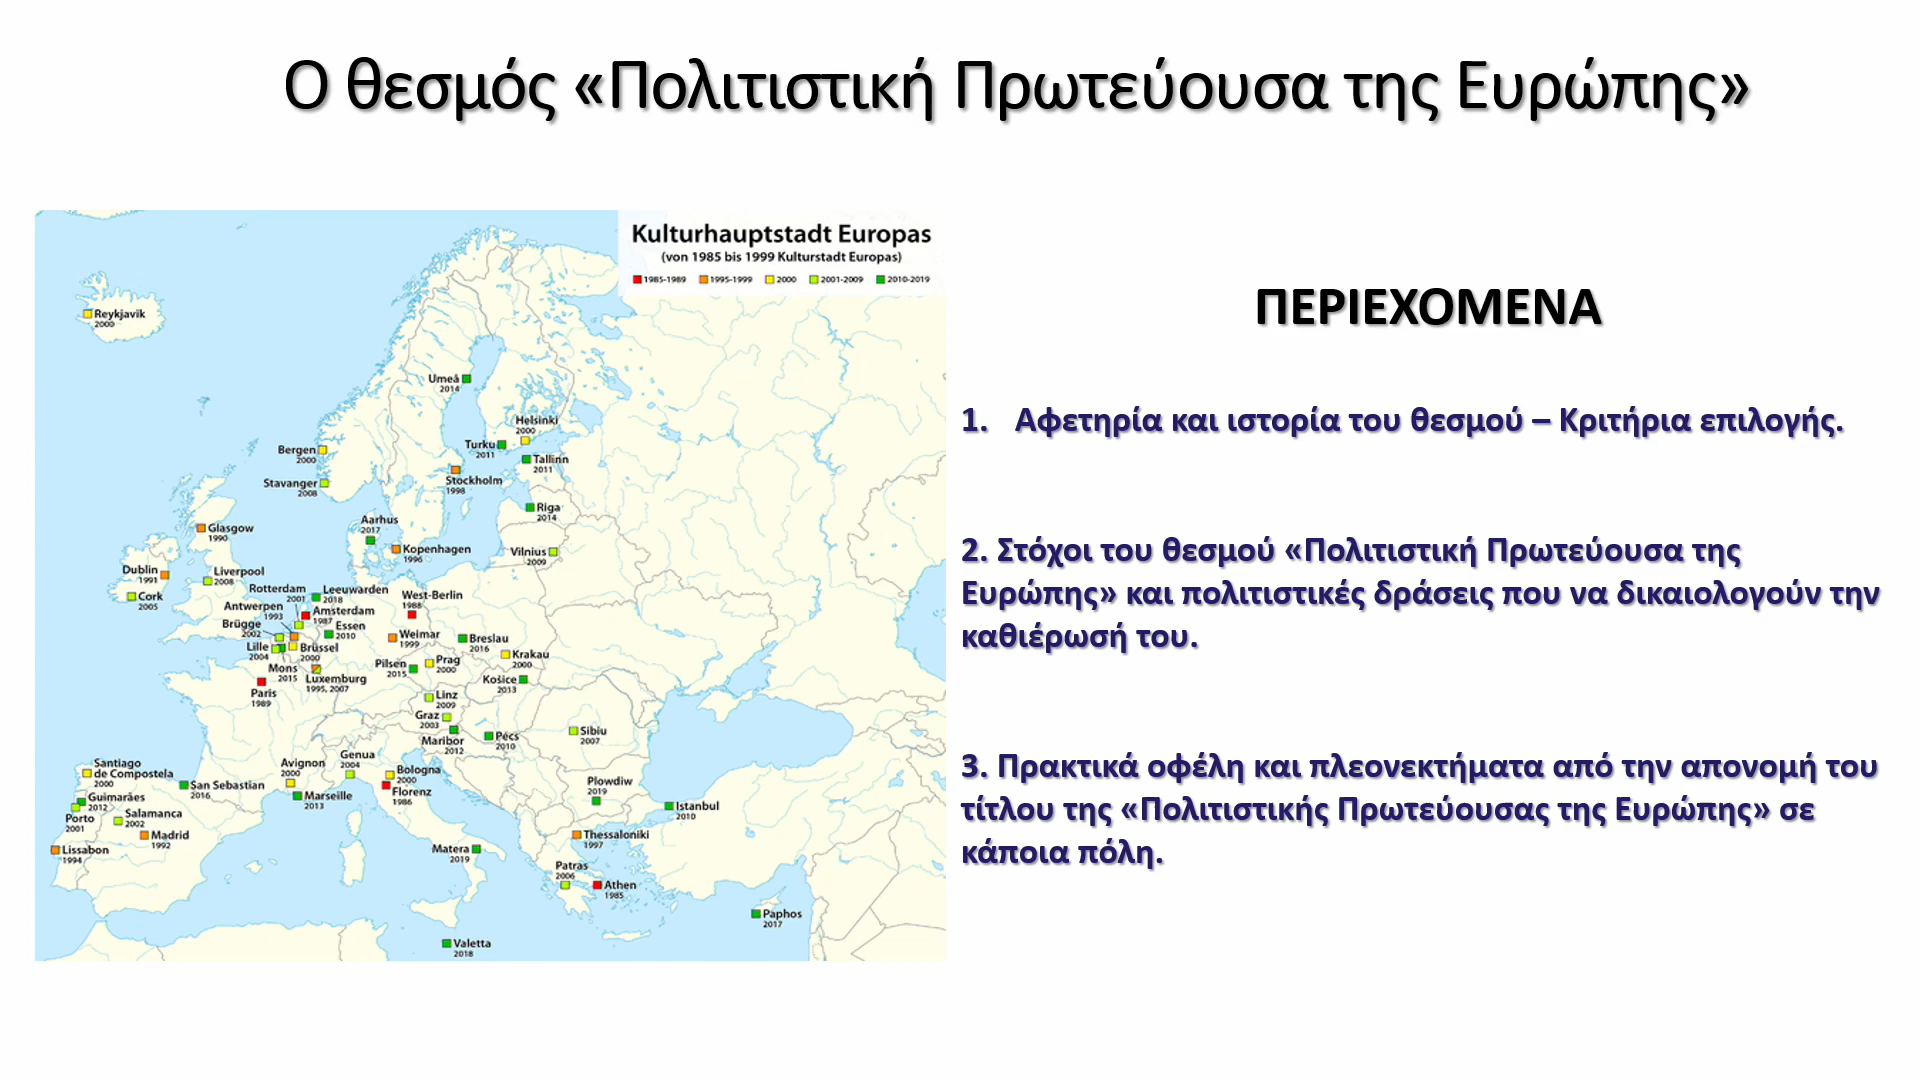 Ο θεσμός «Πολιτιστική Πρωτεύουσα της Ευρώπης»
Kulturhauptstadt Europas
(von 1985 bis 1999 Kulturstadt Europas)
1985-1989 1995-1999 2000 2001-2009 2010-2019
Reykjavik
2000
Umeå
2014
Helsinki
2000
Turku
2011
Tallinn
2011
Bergen
2000
Stavanger
2008
Stockholm
1998
Riga
2014
Glasgow
1990
Aarhus
2017
Kopenhagen
1996
Vilnius
2009
Dublin
1991
Liverpool
2008
Cork
2005
Rotterdam
2001
Leeuwarden
2018
West-Berlin
1988
Antwerpen
1993
Amsterdam
1987
Brügge
2002
Essen
2010
Weimar
1999
Breslau
2016
Lille
2004
Brüssel
2000
Krakau
2000
Mons
2015
Pilsen
2015
Prag
2000
Luxemburg
1995, 2007
Košice
2013
Paris
1989
Linz
2009
Graz
2003
Maribor
2012
Pécs
2010
Sibiu
2007
Santiago
de Compostela
2000
Avignon
2000
Genua
2004
Bologna
2000
San Sebastian
2016
Florenz
1986
Plowdiw
2019
Guimarães
2012
Marseille
2013
Istanbul
2010
Porto
2001
Salamanca
2002
Madrid
1992
Thessaloniki
1997
Lissabon
1994
Matera
2019
Patras
2006
Athen
1985
Paphos
2017
Valetta
2018
ΠΕΡΙΕΧΟΜΕΝΑ
1. Αφετηρία και ιστορία του θεσμού – Κριτήρια επιλογής.
2. Στόχοι του θεσμού «Πολιτιστική Πρωτεύουσα της
Ευρώπης» και πολιτιστικές δράσεις που να δικαιολογούν την
καθιέρωσή του.
3. Πρακτικά οφέλη και πλεονεκτήματα από την απονομή του
τίτλου της «Πολιτιστικής Πρωτεύουσας της Ευρώπης» σε
κάποια πόλη.